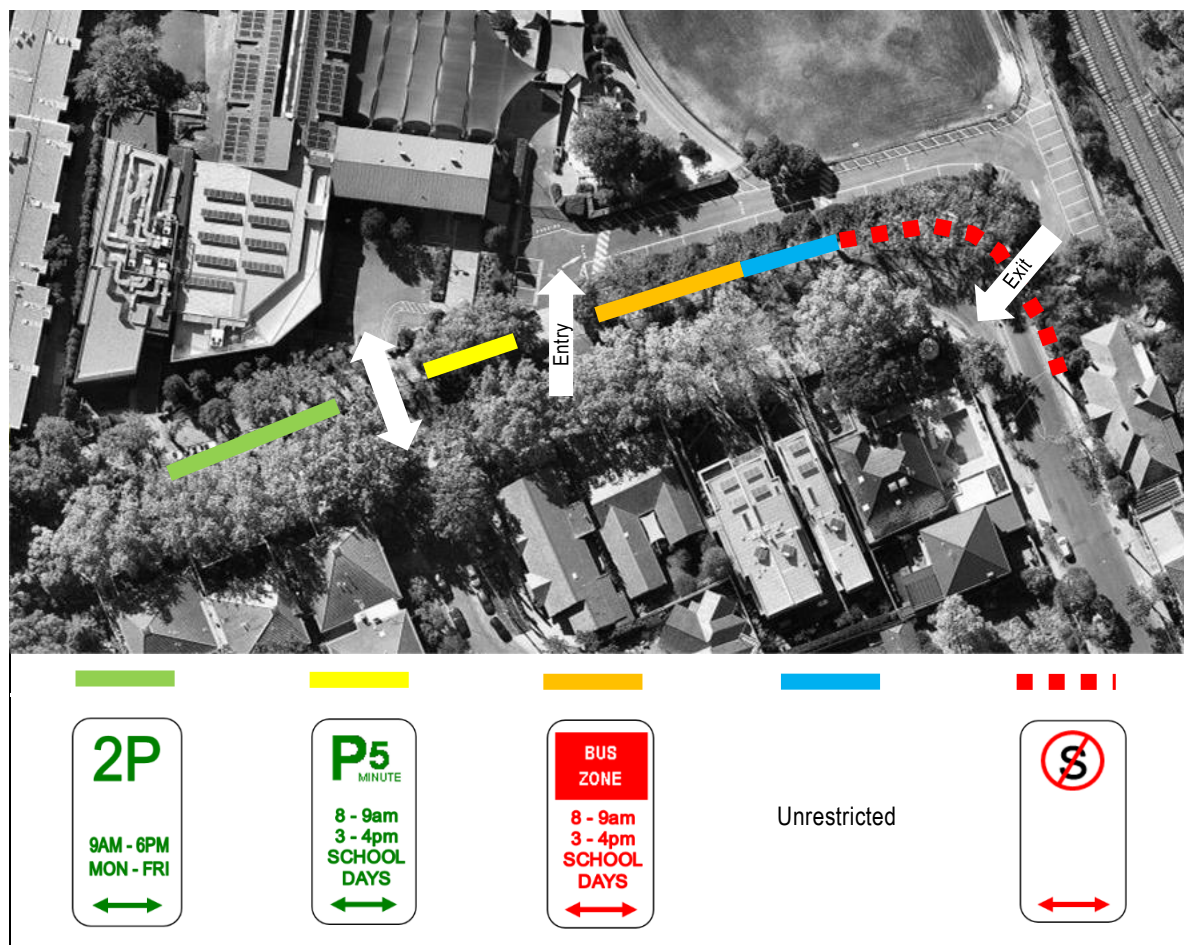 Entry
Exit
2P
9AM - 6PM
MON - FRI
P5
MINUTE
8 - 9am
3 - 4pm
SCHOOL
DAYS
BUS
ZONE
8 - 9am
3 - 4pm
SCHOOL
DAYS
Unrestricted
S